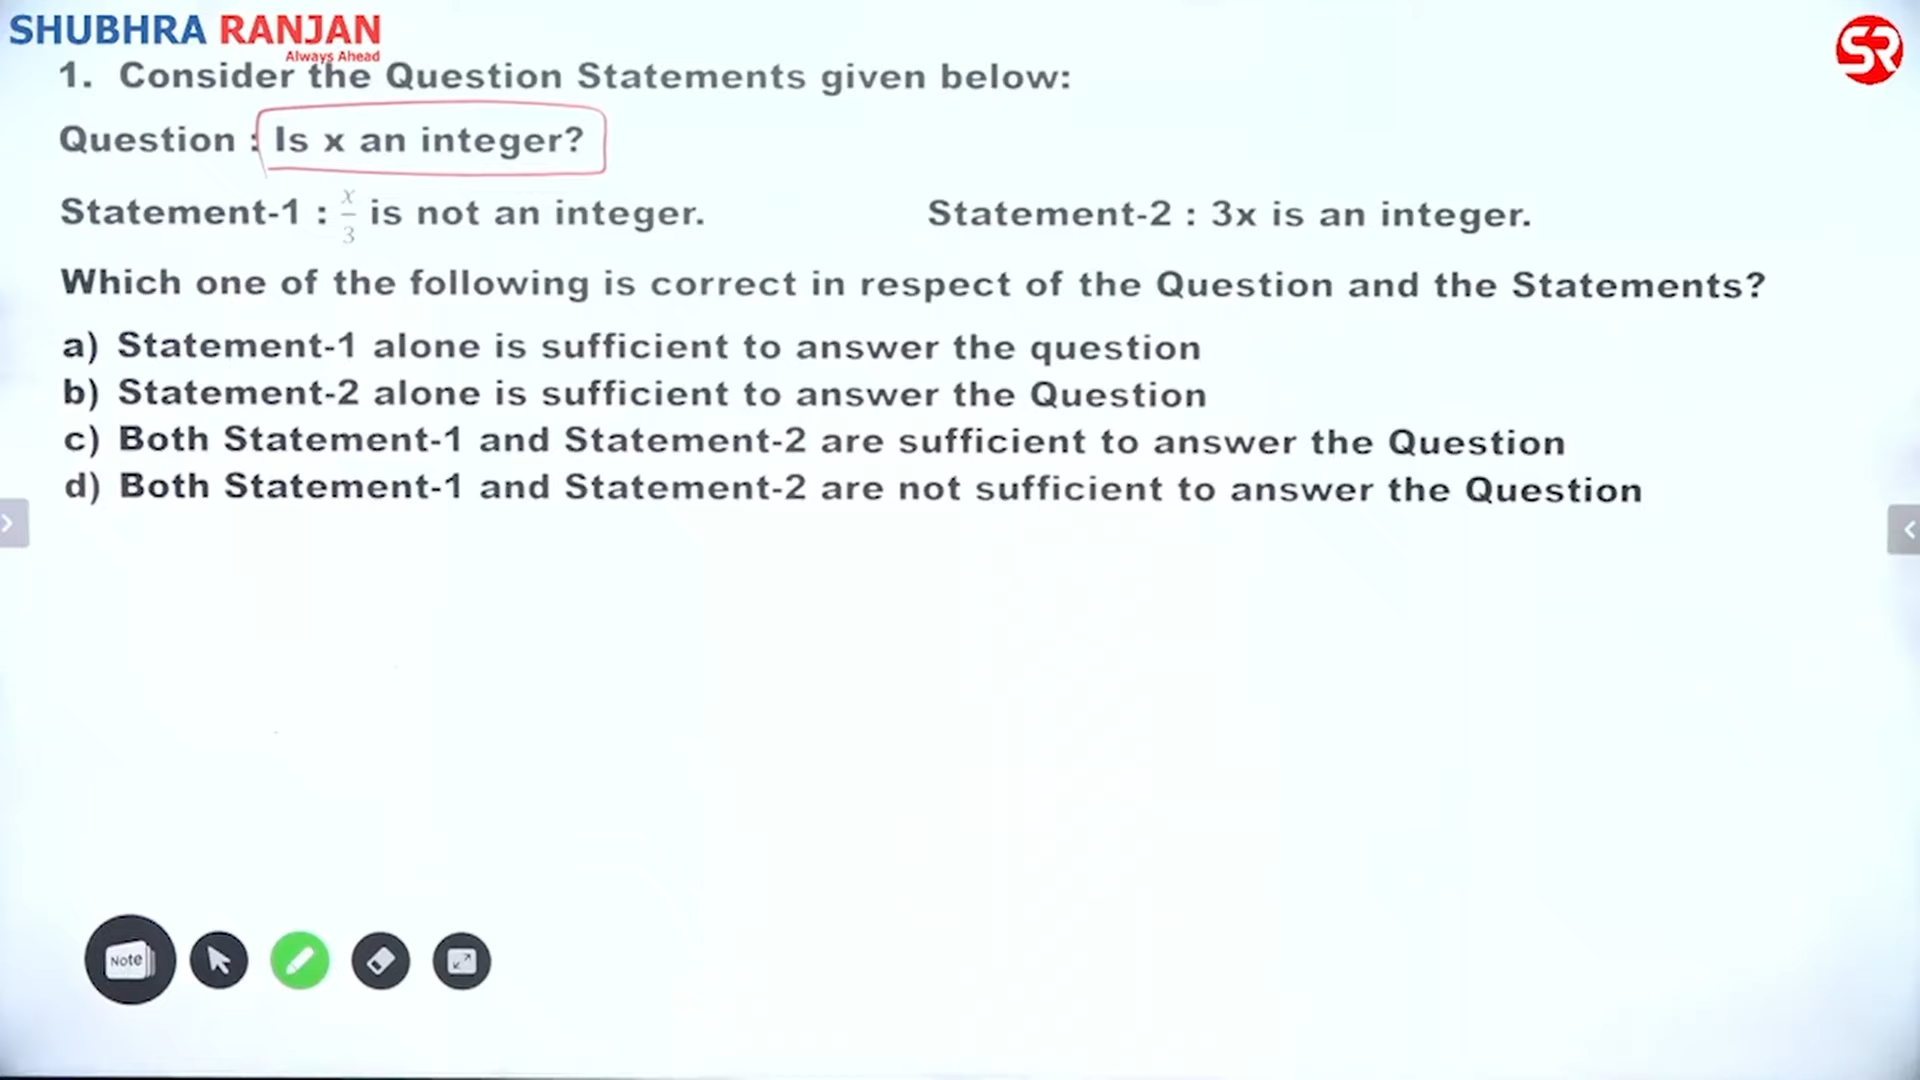 SHUBHRA RANJAN
Always Ahead
1. Consider the Question Statements given below:
Question : Is x an integer?
Statement-1 : x/3 is not an integer. Statement-2 : 3x is an integer.
Which one of the following is correct in respect of the Question and the Statements?
a) Statement-1 alone is sufficient to answer the question
b) Statement-2 alone is sufficient to answer the Question
c) Both Statement-1 and Statement-2 are sufficient to answer the Question
d) Both Statement-1 and Statement-2 are not sufficient to answer the Question
Note
SR